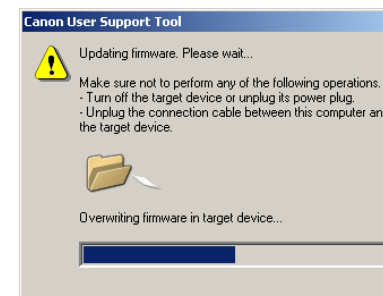 Canon User Support Tool
Updating firmware. Please wait...
Make sure not to perform any of the following operations.
- Turn off the target device or unplug its power plug.
- Unplug the connection cable between this computer an
the target device.
Overwriting firmware in target device...